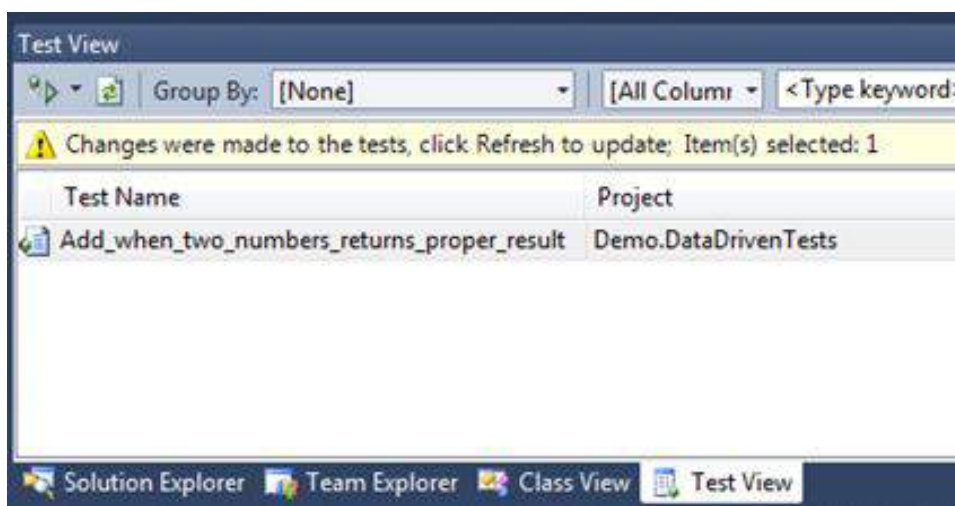 Test View
Group By: [None] [All Colum <Type keyword>
Changes were made to the tests, click Refresh to update; Item(s) selected: 1
Test Name Project
Add_when_two_numbers_returns_proper_result Demo.DataDrivenTests
Solution Explorer Team Explorer Class View Test View